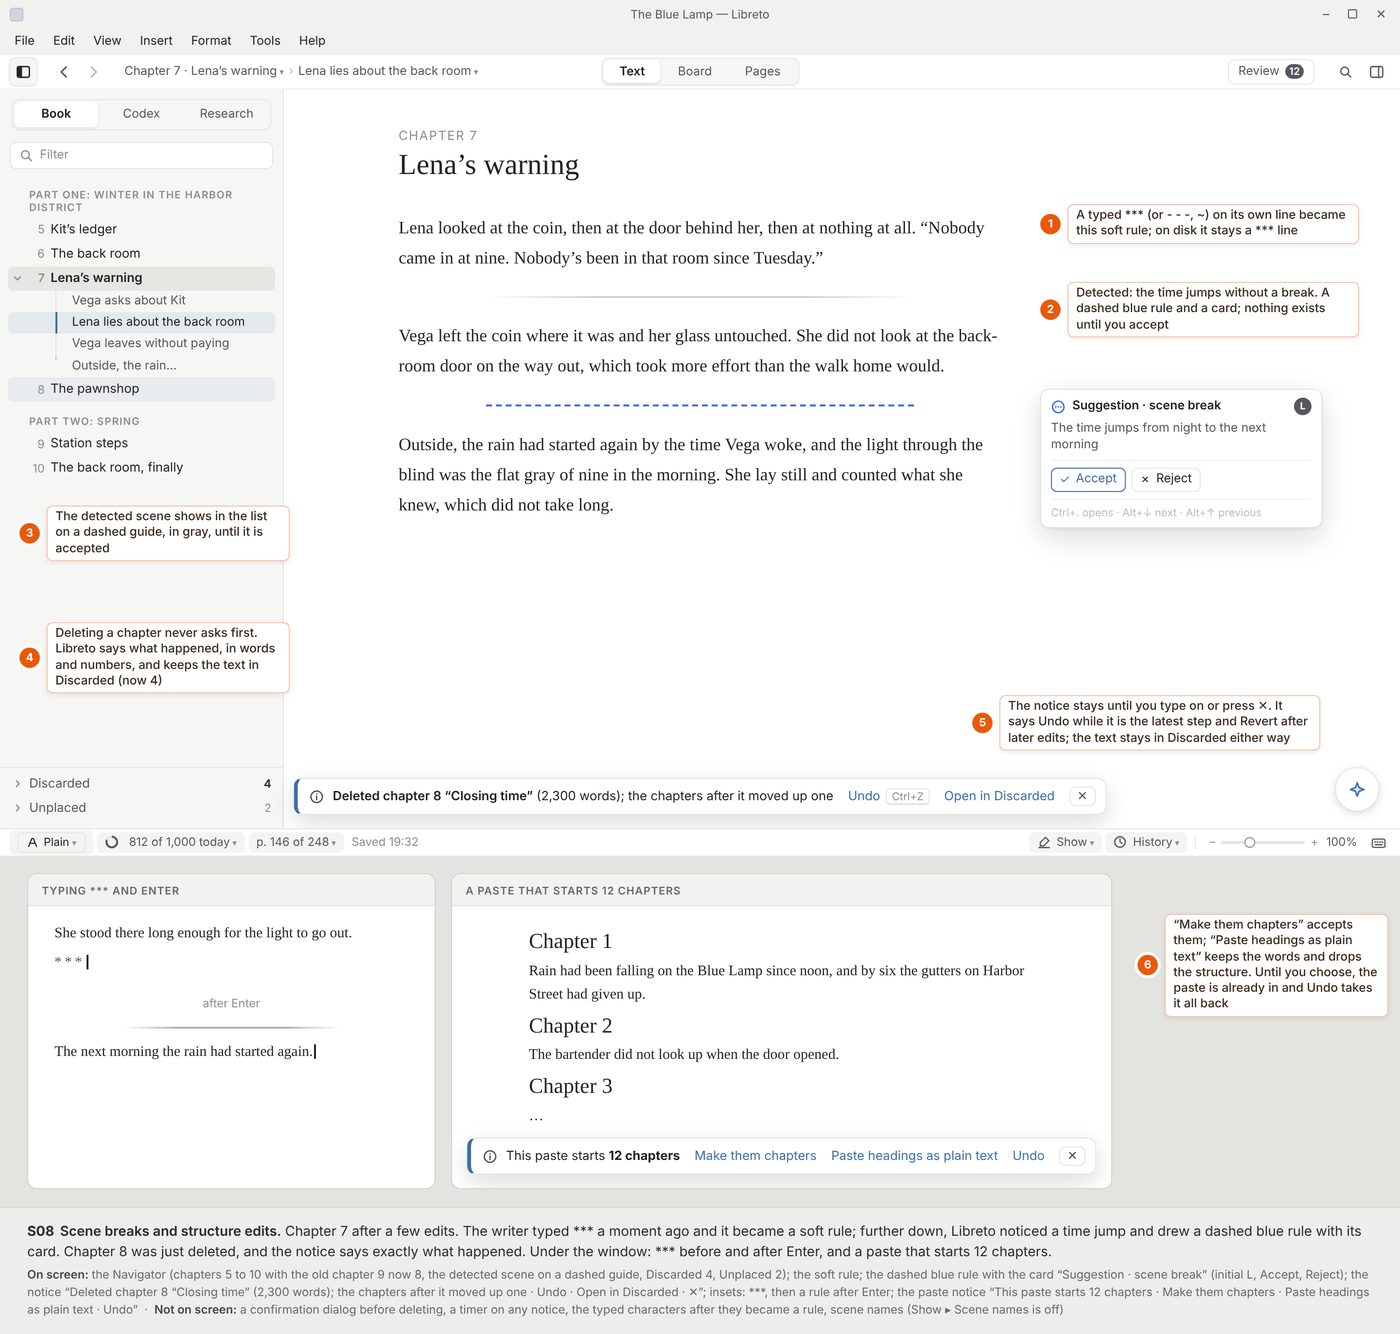 The Blue Lamp — Libreto
File Edit View Insert Format Tools Help
Chapter 7 · Lena’s warning ▾ › Lena lies about the back room ▾
Text Board Pages
Review 12
Book Codex Research
Filter
PART ONE: WINTER IN THE HARBOR
DISTRICT
5 Kit’s ledger
6 The back room
7 Lena’s warning
Vega asks about Kit
Lena lies about the back room
Vega leaves without paying
Outside, the rain...
8 The pawnshop
PART TWO: SPRING
9 Station steps
10 The back room, finally
3
The detected scene shows in the list
on a dashed guide, in gray, until it is
accepted
4
Deleting a chapter never asks first.
Libreto says what happened, in words
and numbers, and keeps the text in
Discarded (now 4)
Discarded 4
Unplaced 2
CHAPTER 7
Lena’s warning
Lena looked at the coin, then at the door behind her, then at nothing at all. “Nobody
came in at nine. Nobody’s been in that room since Tuesday.”
Vega left the coin where it was and her glass untouched. She did not look at the back-
room door on the way out, which took more effort than the walk home would.
Outside, the rain had started again by the time Vega woke, and the light through the
blind was the flat gray of nine in the morning. She lay still and counted what she
knew, which did not take long.
1
A typed *** (or - - -, ~) on its own line became
this soft rule; on disk it stays a *** line
2
Detected: the time jumps without a break. A
dashed blue rule and a card; nothing exists
until you accept
Suggestion · scene break L
The time jumps from night to the next
morning
Accept Reject
Ctrl+. opens · Alt+↓ next · Alt+↑ previous
5
The notice stays until you type on or press ✕. It
says Undo while it is the latest step and Revert after
later edits; the text stays in Discarded either way
Deleted chapter 8 “Closing time” (2,300 words); the chapters after it moved up one Undo Ctrl+Z Open in Discarded ✕
A Plain ▾ 812 of 1,000 today ▾ p. 146 of 248 ▾ Saved 19:32
Show ▾ History ▾ − + 100%
TYPING *** AND ENTER
She stood there long enough for the light to go out.
* * *
after Enter
The next morning the rain had started again.
A PASTE THAT STARTS 12 CHAPTERS
Chapter 1
Rain had been falling on the Blue Lamp since noon, and by six the gutters on Harbor
Street had given up.
Chapter 2
The bartender did not look up when the door opened.
Chapter 3
…
This paste starts 12 chapters Make them chapters Paste headings as plain text Undo ✕
6
“Make them chapters” accepts
them; “Paste headings as plain
text” keeps the words and drops
the structure. Until you choose, the
paste is already in and Undo takes
it all back
S08 Scene breaks and structure edits. Chapter 7 after a few edits. The writer typed *** a moment ago and it became a soft rule; further down, Libreto noticed a time jump and drew a dashed blue rule with its
card. Chapter 8 was just deleted, and the notice says exactly what happened. Under the window: *** before and after Enter, and a paste that starts 12 chapters.
On screen: the Navigator (chapters 5 to 10 with the old chapter 9 now 8, the detected scene on a dashed guide, Discarded 4, Unplaced 2); the soft rule; the dashed blue rule with the card “Suggestion · scene break” (initial L, Accept, Reject); the
notice “Deleted chapter 8 “Closing time” (2,300 words); the chapters after it moved up one · Undo · Open in Discarded · ✕”; insets: ***, then a rule after Enter; the paste notice “This paste starts 12 chapters · Make them chapters · Paste headings
as plain text · Undo” · Not on screen: a confirmation dialog before deleting, a timer on any notice, the typed characters after they became a rule, scene names (Show ▸ Scene names is off)